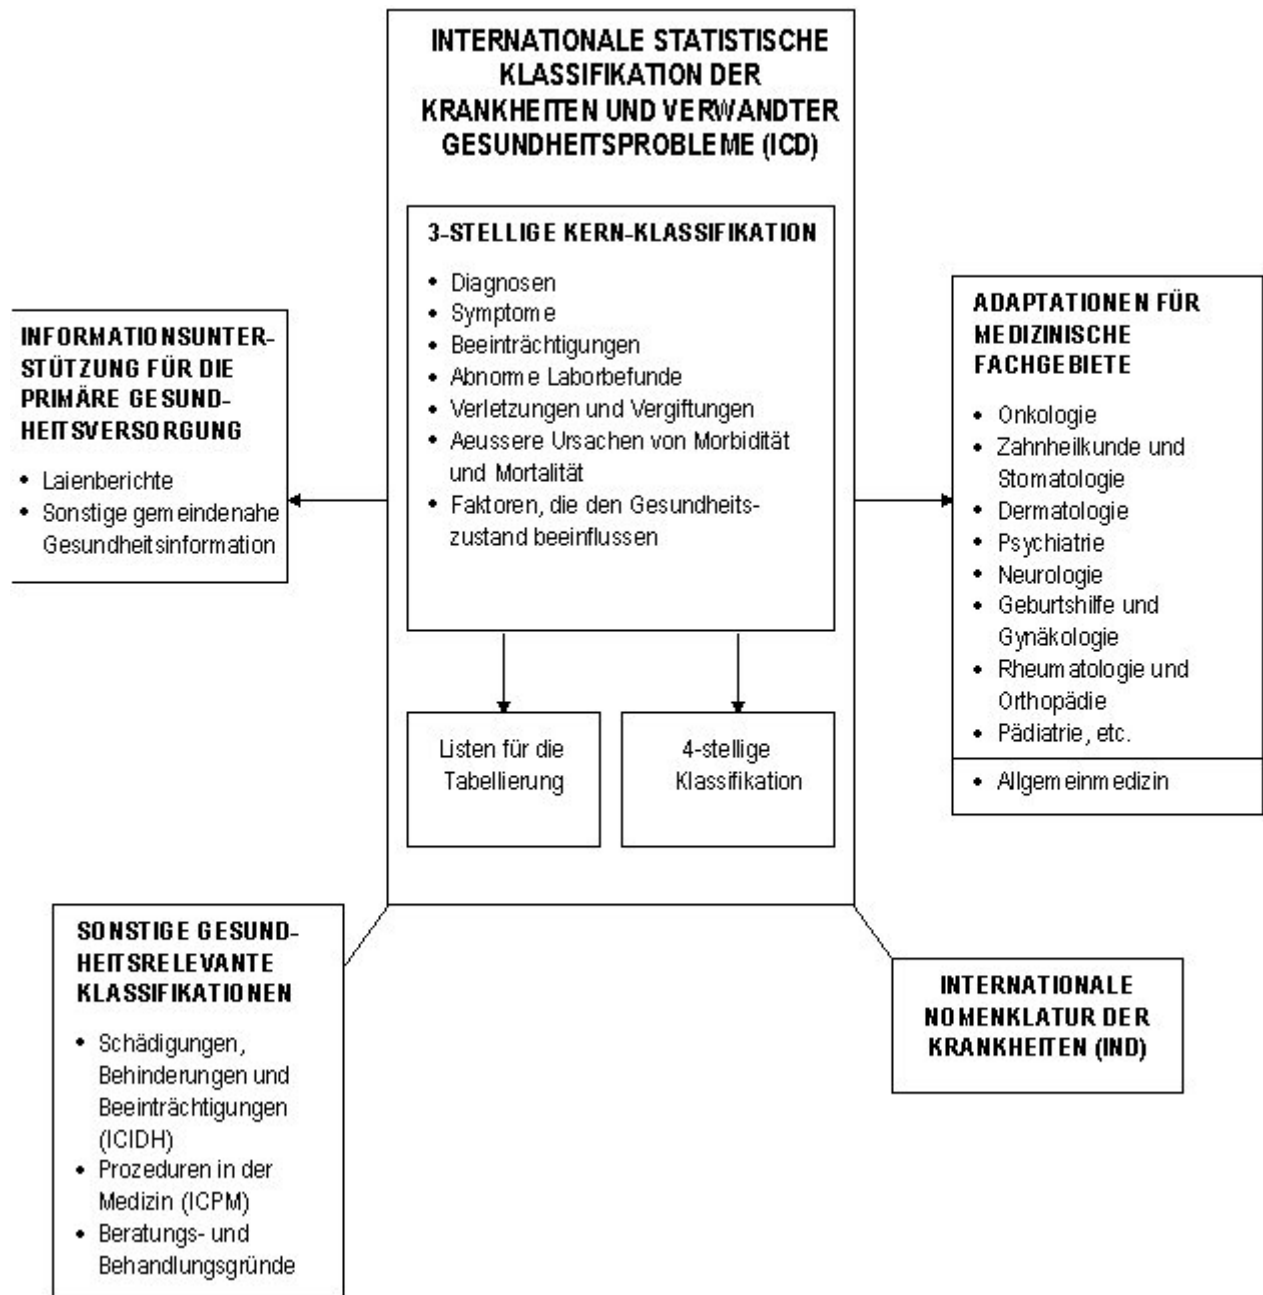 INTERNATIONALE STATISTISCHE
KLASSIFIKATION DER
KRANKHEITEN UND VERWANDTER
GESUNDHEITSPROBLEME (ICD)
3-STELLIGE KERN-KLASSIFIKATION
• Diagnosen
• Symptome
• Beeinträchtigungen
• Abnorme Laborbefunde
• Verletzungen und Vergiftungen
• Aeussere Ursachen von Morbidität
und Mortalität
• Faktoren, die den Gesundheits-
zustand beeinflussen
INFORMATIONSUNTER-
STÜTZUNG FÜR DIE
PRIMÄRE GESUND-
HEITSVERSORGUNG
• Laienberichte
• Sonstige gemeindenahe
Gesundheitsinformation
ADAPTATIONEN FÜR
MEDIZINISCHE
FACHGEBIETE
• Onkologie
• Zahnheilkunde und
Stomatologie
• Dermatologie
• Psychiatrie
• Neurologie
• Geburtshilfe und
Gynäkologie
• Rheumatologie und
Orthopädie
• Pädiatrie, etc.
• Allgemeinmedizin
Listen für die
Tabellierung
4-stellige
Klassifikation
SONSTIGE GESUND-
HEITSRELEVANTE
KLASSIFIKATIONEN
• Schädigungen,
Behinderungen und
Beeinträchtigungen
(ICIDH)
• Prozeduren in der
Medizin (ICPM)
• Beratungs- und
Behandlungsgründe
INTERNATIONALE
NOMENKLATUR DER
KRANKHEITEN (IND)